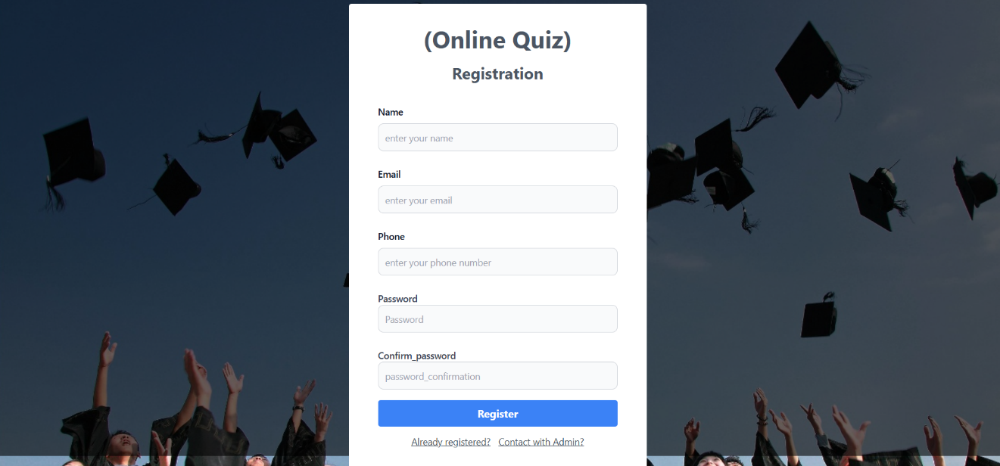 (Online Quiz)
Registration
Name
enter your name
Email
enter your email
Phone
enter your phone number
Password
Password
Confirm_password
password_confirmation
Register
Already registered? Contact with Admin?